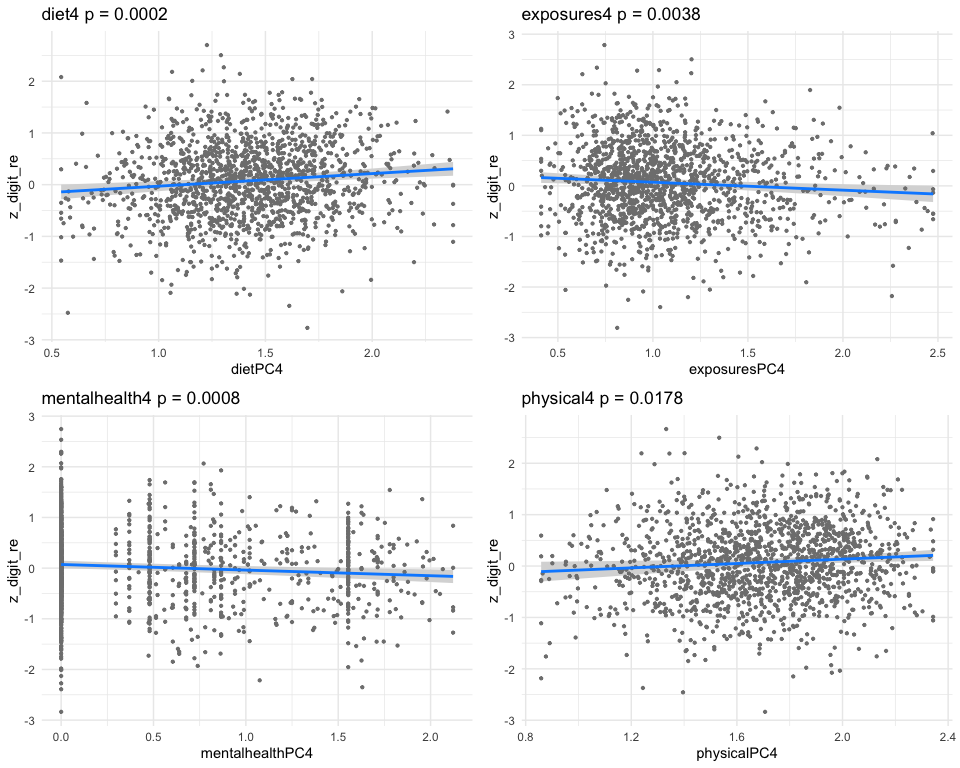 diet4 p = 0.0002
z_digit_re
2
1
0
-1
-2
-3
0.5 1.0 1.5 2.0
dietPC4
exposures4 p = 0.0038
z_digit_re
3
2
1
0
-1
-2
-3
0.5 1.0 1.5 2.0 2.5
exposuresPC4
mentalhealth4 p = 0.0008
z_digit_re
3
2
1
0
-1
-2
-3
0.0 0.5 1.0 1.5 2.0
mentalhealthPC4
physical4 p = 0.0178
z_digit_re
2
1
0
-1
-2
-3
0.8 1.2 1.6 2.0 2.4
physicalPC4